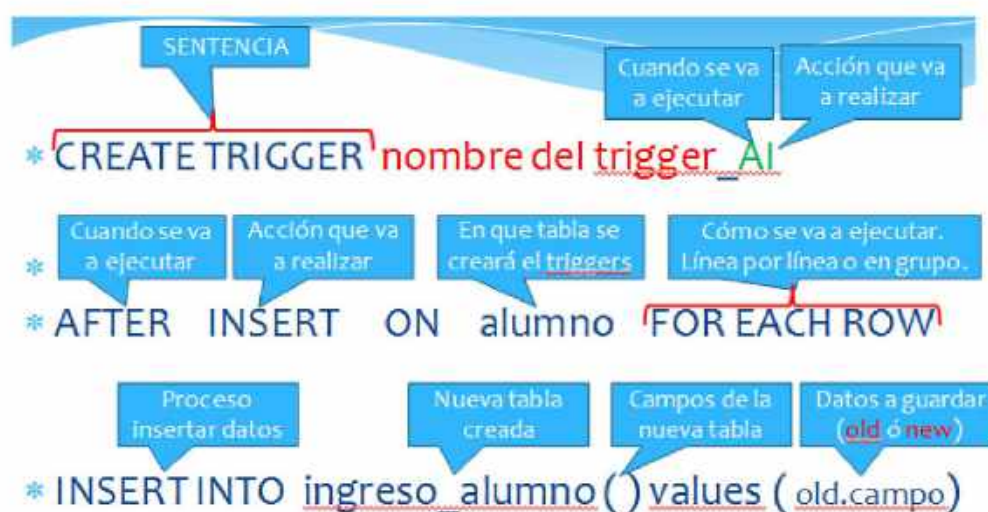 SENTENCIA
Cuando se va
a ejecutar
Acción que va
a realizar
* CREATE TRIGGER nombre del trigger_AI
Cuando se va
a ejecutar
Acción que va
a realizar
En que tabla se
creará el triggers
Cómo se va a ejecutar.
Línea por línea o en grupo.
*
* AFTER INSERT ON alumno FOR EACH ROW
Proceso
insertar datos
Nueva tabla
creada
Campos de la
nueva tabla
Datos a guardar
(old ó new)
* INSERT INTO ingreso_alumno ( ) values ( old.campo)